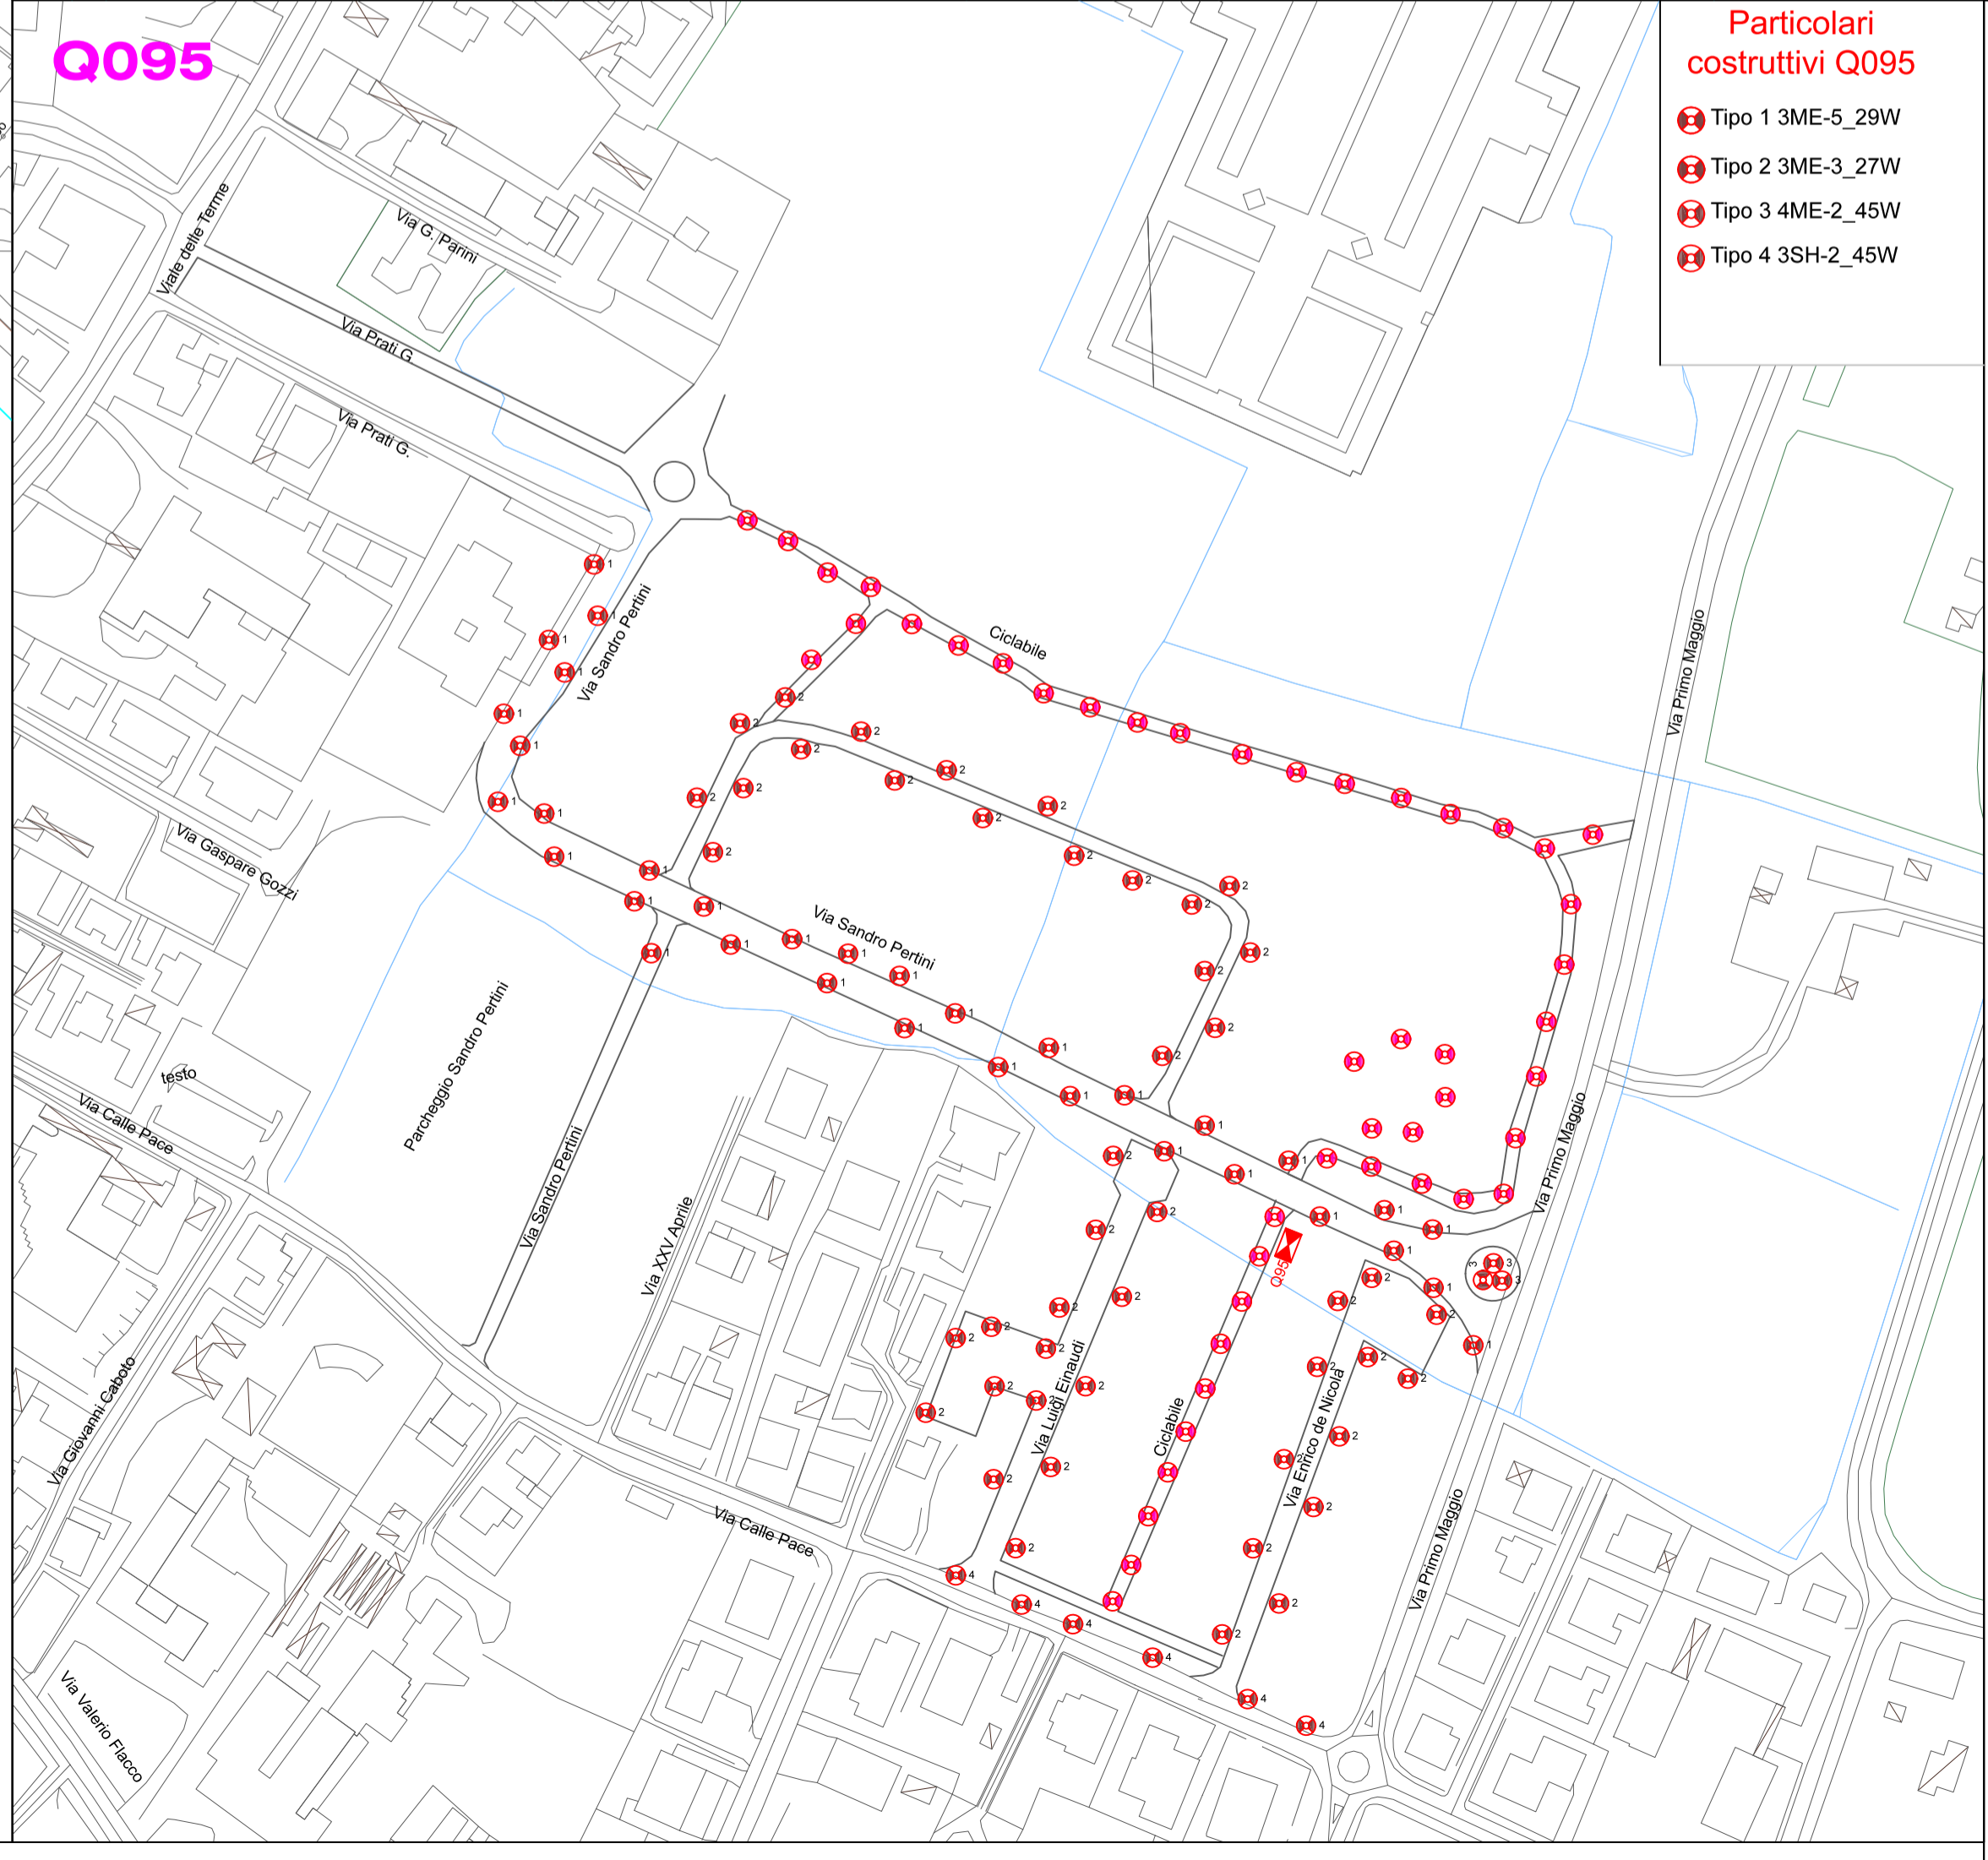 Q095
Particolari
costruttivi Q095
Tipo 1 3ME-5_29W
Tipo 2 3ME-3_27W
Tipo 3 4ME-2_45W
Tipo 4 3SH-2_45W
Viale delle Terme
Via G. Parini
Via Prati G.
Via Prati G.
Via Sandro Pertini
Ciclabile
Via Primo Maggio
Via Gaspare Gozzi
Via Sandro Pertini
Parcheggio Sandro Pertini
testo
Via Calle Pace
Via Sandro Pertini
Via XXV Aprile
Via Primo Maggio
Q95
Via Giovanni Caboto
Via Luigi Einaudi
Ciclabile
Via Enrico de Nicola
Via Calle Pace
Via Primo Maggio
Via Valerio Flacco